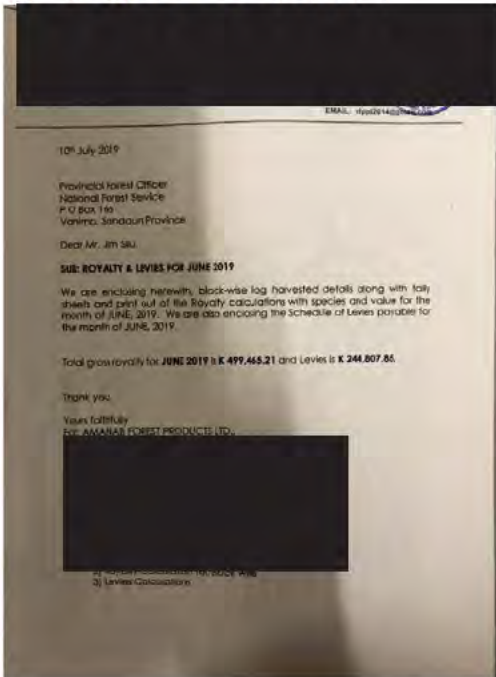 EMAIL:
10th July 2019
Provincial Forest Officer
National Forest Service
P O Box
Vanimo, Sandaun Province
Dear Mr. Jim
SUB: ROYALTY & LEVIES FOR JUNE 2019
We are enclosing herewith, block-wise log harvested details along with tally
sheets and print out of the Royalty calculations with species and value for the
month of JUNE, 2019. We are also enclosing the Schedule of Levies payable for
the month of JUNE, 2019.
Total gross royalty for JUNE 2019 is K 499,465.21 and Levies is K 244,807.86
Thank you
Yours faithfully
For: AMANAB FOREST PRODUCTS LTD.,
3) Levies Calculations